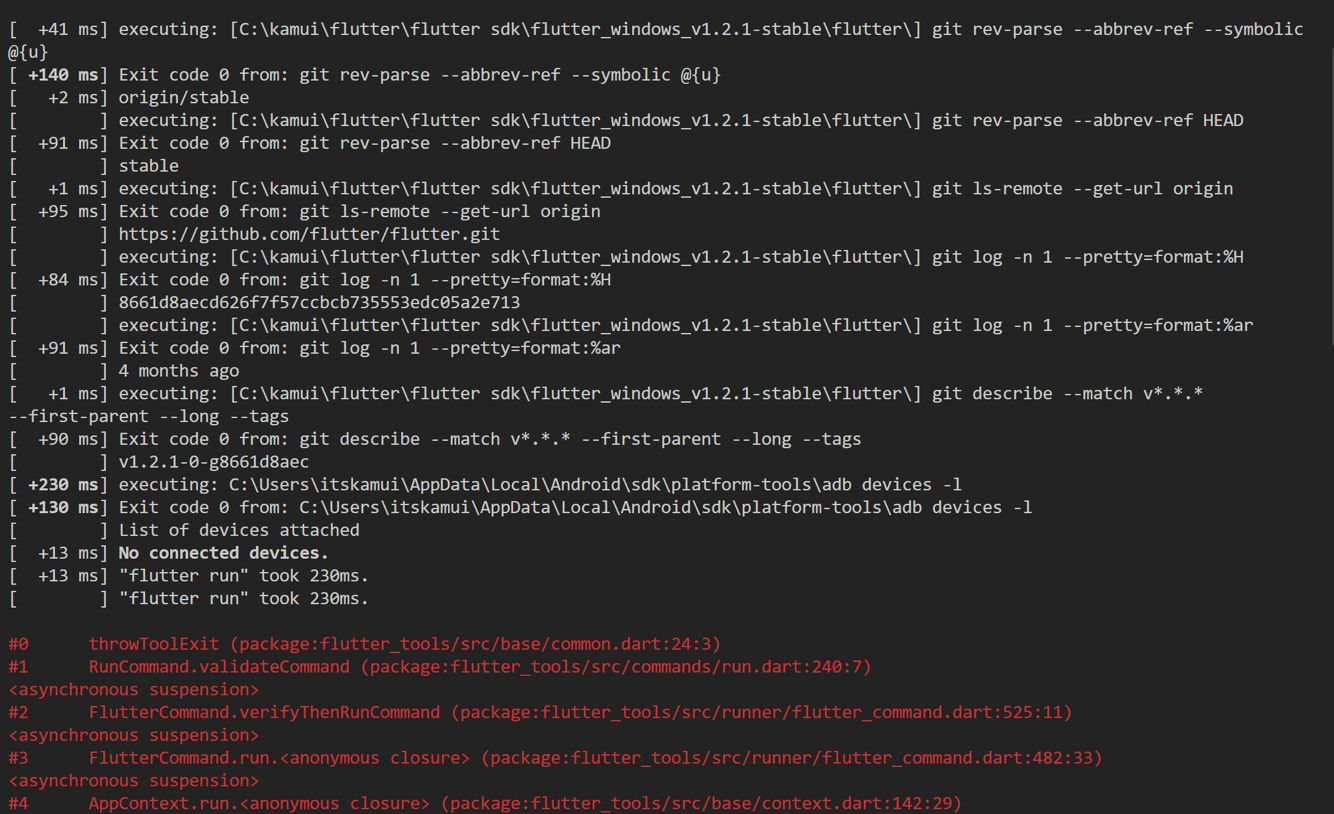 [   +41 ms] executing: [C:\kamui\flutter\flutter sdk\flutter_windows_v1.2.1-stable\flutter\] git rev-parse --abbrev-ref --symbolic
@{u}
[ +140 ms] Exit code 0 from: git rev-parse --abbrev-ref --symbolic @{u}
[   +2 ms] origin/stable
[        ] executing: [C:\kamui\flutter\flutter sdk\flutter_windows_v1.2.1-stable\flutter\] git rev-parse --abbrev-ref HEAD
[  +91 ms] Exit code 0 from: git rev-parse --abbrev-ref HEAD
[        ] stable
[   +1 ms] executing: [C:\kamui\flutter\flutter sdk\flutter_windows_v1.2.1-stable\flutter\] git ls-remote --get-url origin
[  +95 ms] Exit code 0 from: git ls-remote --get-url origin
[        ] https://github.com/flutter/flutter.git
[        ] executing: [C:\kamui\flutter\flutter sdk\flutter_windows_v1.2.1-stable\flutter\] git log -n 1 --pretty=format:%H
[  +84 ms] Exit code 0 from: git log -n 1 --pretty=format:%H
[        ] 8661d8aecd626f7f57ccbcb735553edc05a2e713
[        ] executing: [C:\kamui\flutter\flutter sdk\flutter_windows_v1.2.1-stable\flutter\] git log -n 1 --pretty=format:%ar
[  +91 ms] Exit code 0 from: git log -n 1 --pretty=format:%ar
[        ] 4 months ago
[   +1 ms] executing: [C:\kamui\flutter\flutter sdk\flutter_windows_v1.2.1-stable\flutter\] git describe --match v*.*.*
--first-parent --long --tags
[  +90 ms] Exit code 0 from: git describe --match v*.*.* --first-parent --long --tags
[        ] v1.2.1-0-g8661d8aec
[ +230 ms] executing: C:\Users\itskamui\AppData\Local\Android\sdk\platform-tools\adb devices -l
[ +130 ms] Exit code 0 from: C:\Users\itskamui\AppData\Local\Android\sdk\platform-tools\adb devices -l
[        ] List of devices attached
[  +13 ms] No connected devices.
[  +13 ms] "flutter run" took 230ms.
[        ] "flutter run" took 230ms.
#0      throwToolExit (package:flutter_tools/src/base/common.dart:24:3)
#1      RunCommand.validateCommand (package:flutter_tools/src/commands/run.dart:240:7)
<asynchronous suspension>
#2      FlutterCommand.verifyThenRunCommand (package:flutter_tools/src/runner/flutter_command.dart:525:11)
<asynchronous suspension>
#3      FlutterCommand.run.<anonymous closure> (package:flutter_tools/src/runner/flutter_command.dart:482:33)
<asynchronous suspension>
#4      AppContext.run.<anonymous closure> (package:flutter_tools/src/base/context.dart:142:29)